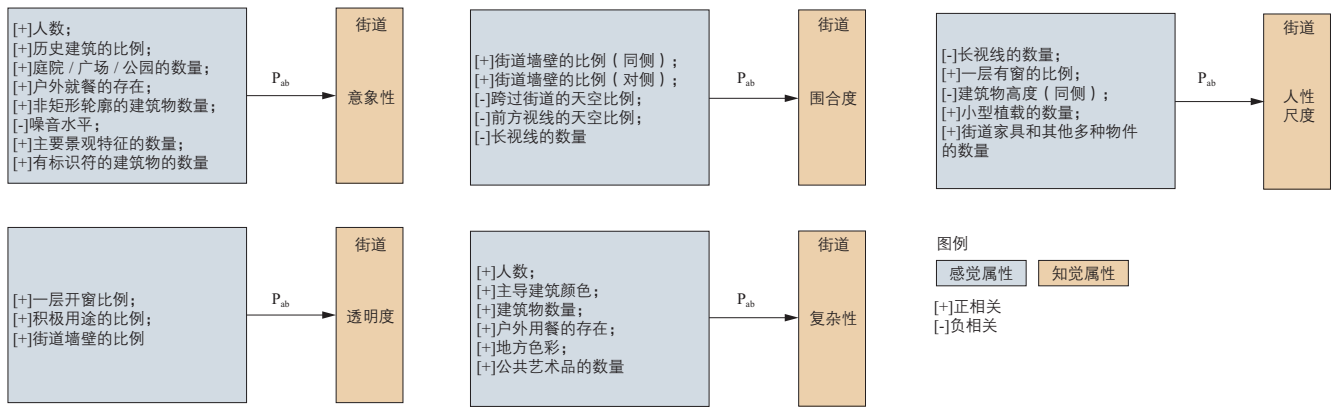 [+]人数；
[+]历史建筑的比例；
[+]庭院 / 广场 / 公园的数量；
[+]户外就餐的存在；
[+]非矩形轮廓的建筑物数量；
[-]噪音水平；
[+]主要景观特征的数量；
[+]有标识符的建筑物的数量
P_ab
街道
意象性
[+]街道墙壁的比例（同侧）；
[+]街道墙壁的比例（对侧）；
[-]跨过街道的天空比例；
[-]前方视线的天空比例；
[-]长视线的数量
P_ab
街道
围合度
[-]长视线的数量；
[+]一层有窗的比例；
[-]建筑物高度（同侧）；
[+]小型植载的数量；
[+]街道家具和其他多种物件
的数量
P_ab
街道
人性
尺度
[+]一层开窗比例；
[+]积极用途的比例；
[+]街道墙壁的比例
P_ab
街道
透明度
[+]人数；
[+]主导建筑颜色；
[+]建筑物数量；
[+]户外用餐的存在；
[+]地方色彩；
[+]公共艺术品的数量
P_ab
街道
复杂性
图例
感觉属性
知觉属性
[+]正相关
[-]负相关